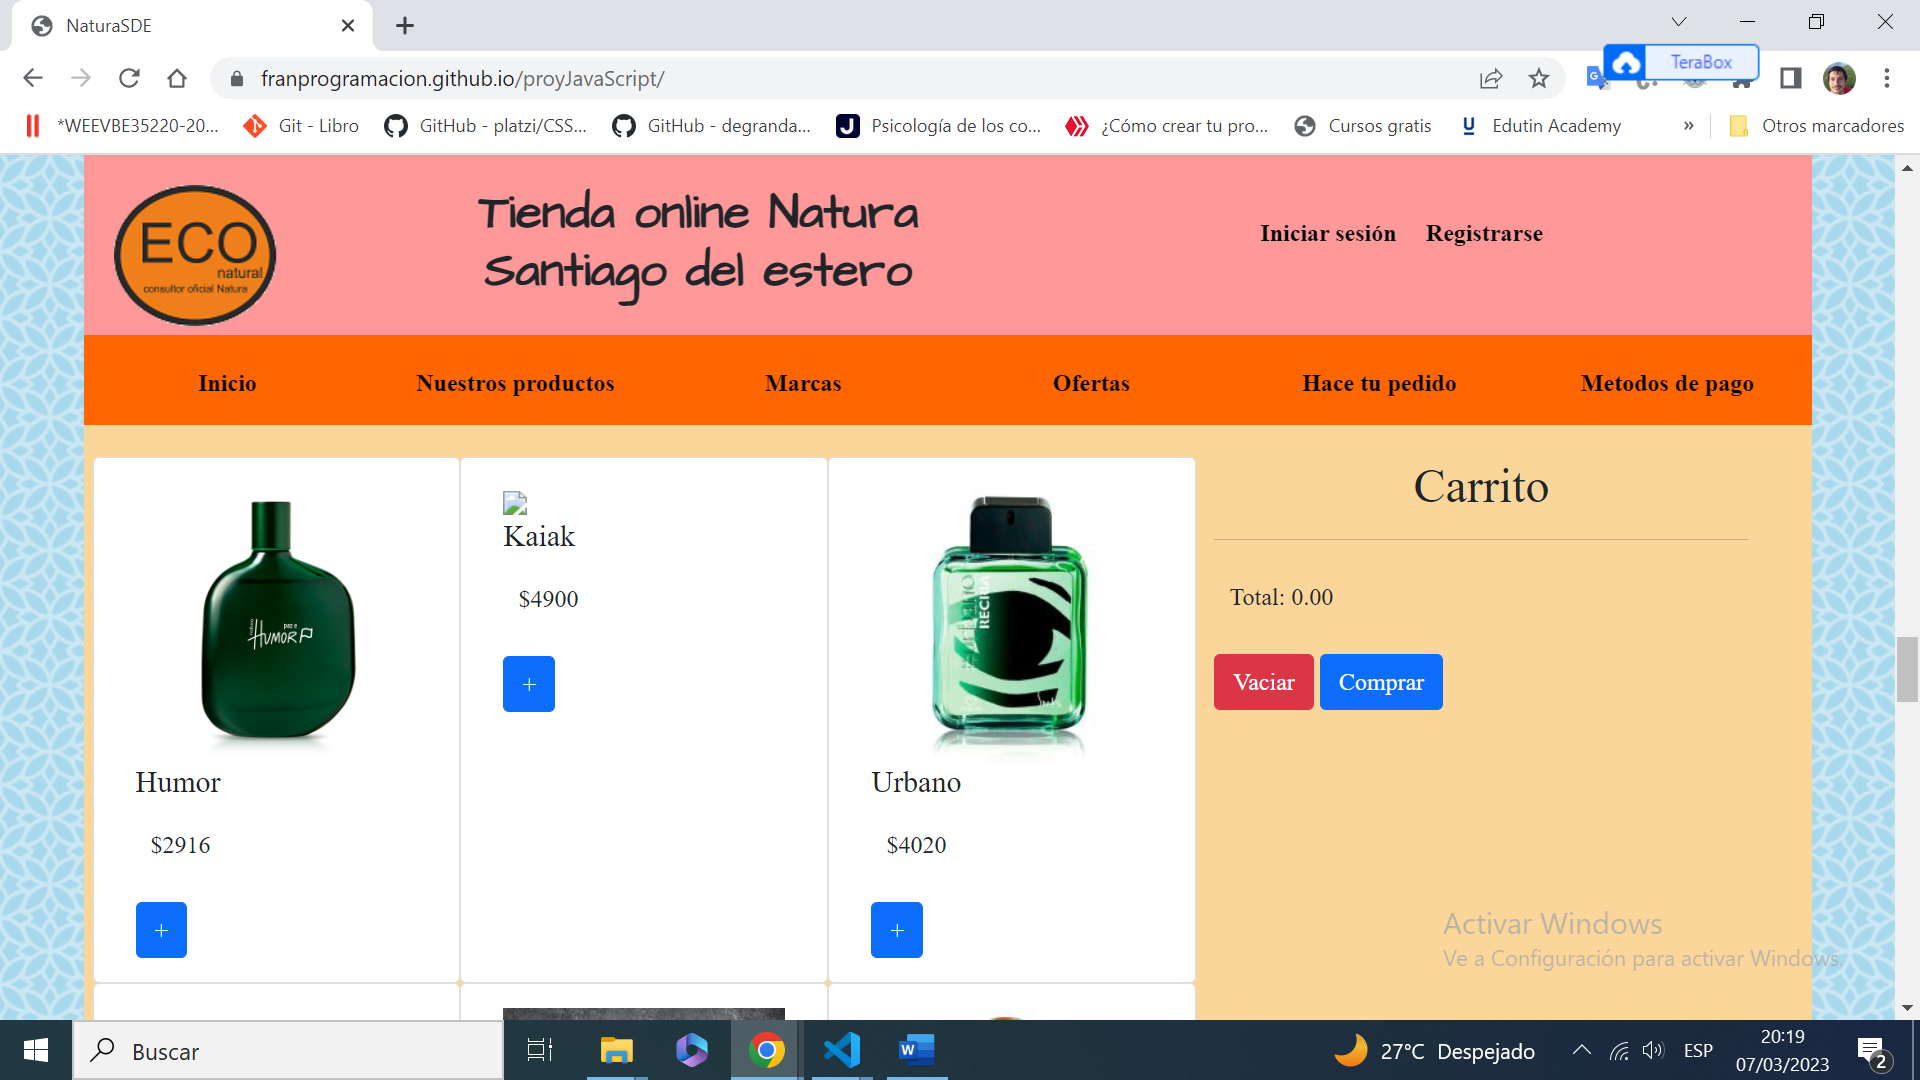 NaturaSDE
TeraBox
franprogramacion.github.io/proyJavaScript/
*WEEVBE35220-20...
Git - Libro
GitHub - platzi/CSS...
GitHub - degranda...
Psicología de los co...
¿Cómo crear tu pro...
Cursos gratis
Edutin Academy
»
Otros marcadores
ECO
natural
consultor oficial Natura
Tienda online Natura
Santiago del estero
Iniciar sesión
Registrarse
Inicio
Nuestros productos
Marcas
Ofertas
Hace tu pedido
Metodos de pago
HUMOR
paz e
Humor
$2916
+
Kaiak
$4900
+
RECRIA
Urbano
$4020
+
Carrito
Total: 0.00
Vaciar
Comprar
Activar Windows
Ve a Configuración para activar Windows.
Buscar
27°C Despejado
ESP
20:19
07/03/2023
2